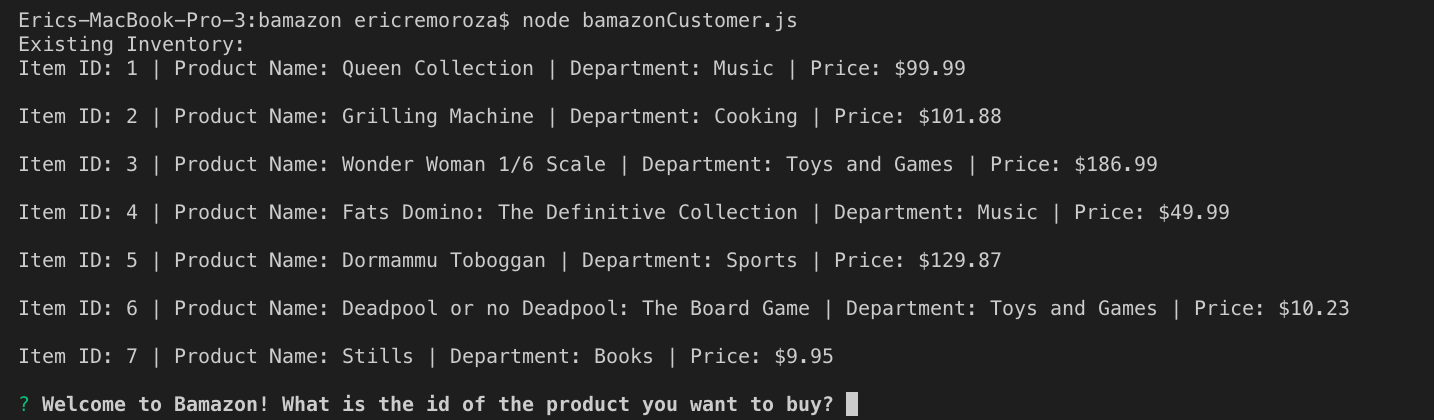 Erics-MacBook-Pro-3:bamazon ericremoroza$ node bamazonCustomer.js
Existing Inventory:
Item ID: 1 | Product Name: Queen Collection | Department: Music | Price: $99.99
Item ID: 2 | Product Name: Grilling Machine | Department: Cooking | Price: $101.88
Item ID: 3 | Product Name: Wonder Woman 1/6 Scale | Department: Toys and Games | Price: $186.99
Item ID: 4 | Product Name: Fats Domino: The Definitive Collection | Department: Music | Price: $49.99
Item ID: 5 | Product Name: Dormammu Toboggan | Department: Sports | Price: $129.87
Item ID: 6 | Product Name: Deadpool or no Deadpool: The Board Game | Department: Toys and Games | Price: $10.23
Item ID: 7 | Product Name: Stills | Department: Books | Price: $9.95
? Welcome to Bamazon! What is the id of the product you want to buy?